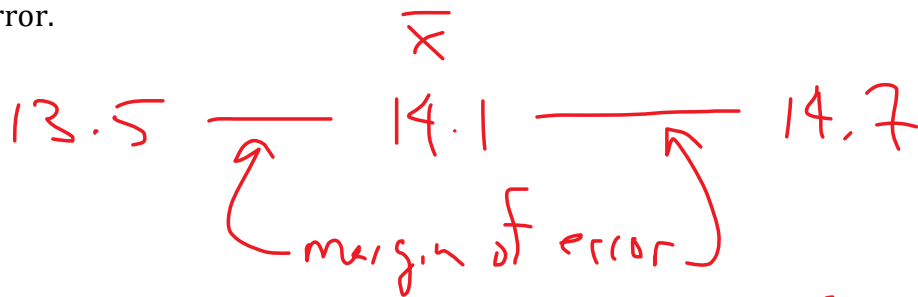 rror.
x̄
13.5 — 14.1 — 14.7
margin of error